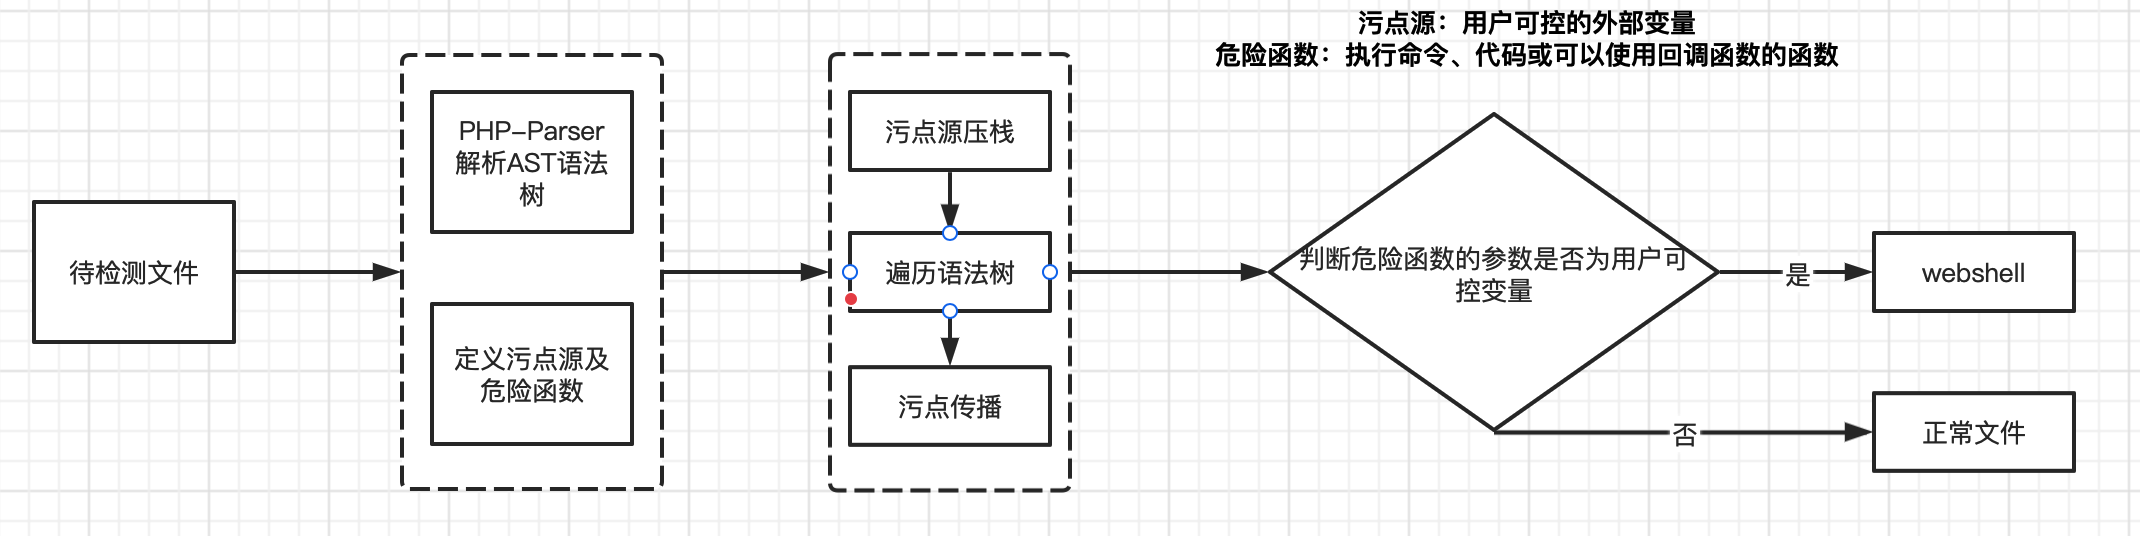 污点源：用户可控的外部变量
危险函数：执行命令、代码或可以使用回调函数的函数
待检测文件
PHP-Parser
解析AST语法
树
定义污点源及
危险函数
污点源压栈
遍历语法树
污点传播
判断危险函数的参数是否为用户可
控变量
是
webshell
否
正常文件